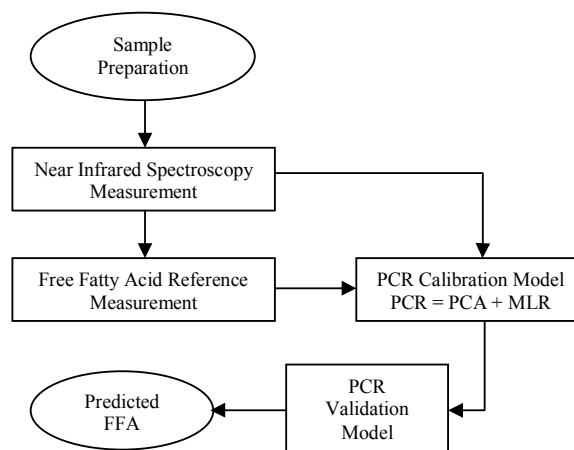 Sample
Preparation
Near Infrared Spectroscopy
Measurement
Free Fatty Acid Reference
Measurement
PCR Calibration Model
PCR = PCA + MLR
PCR
Validation
Model
Predicted
FFA